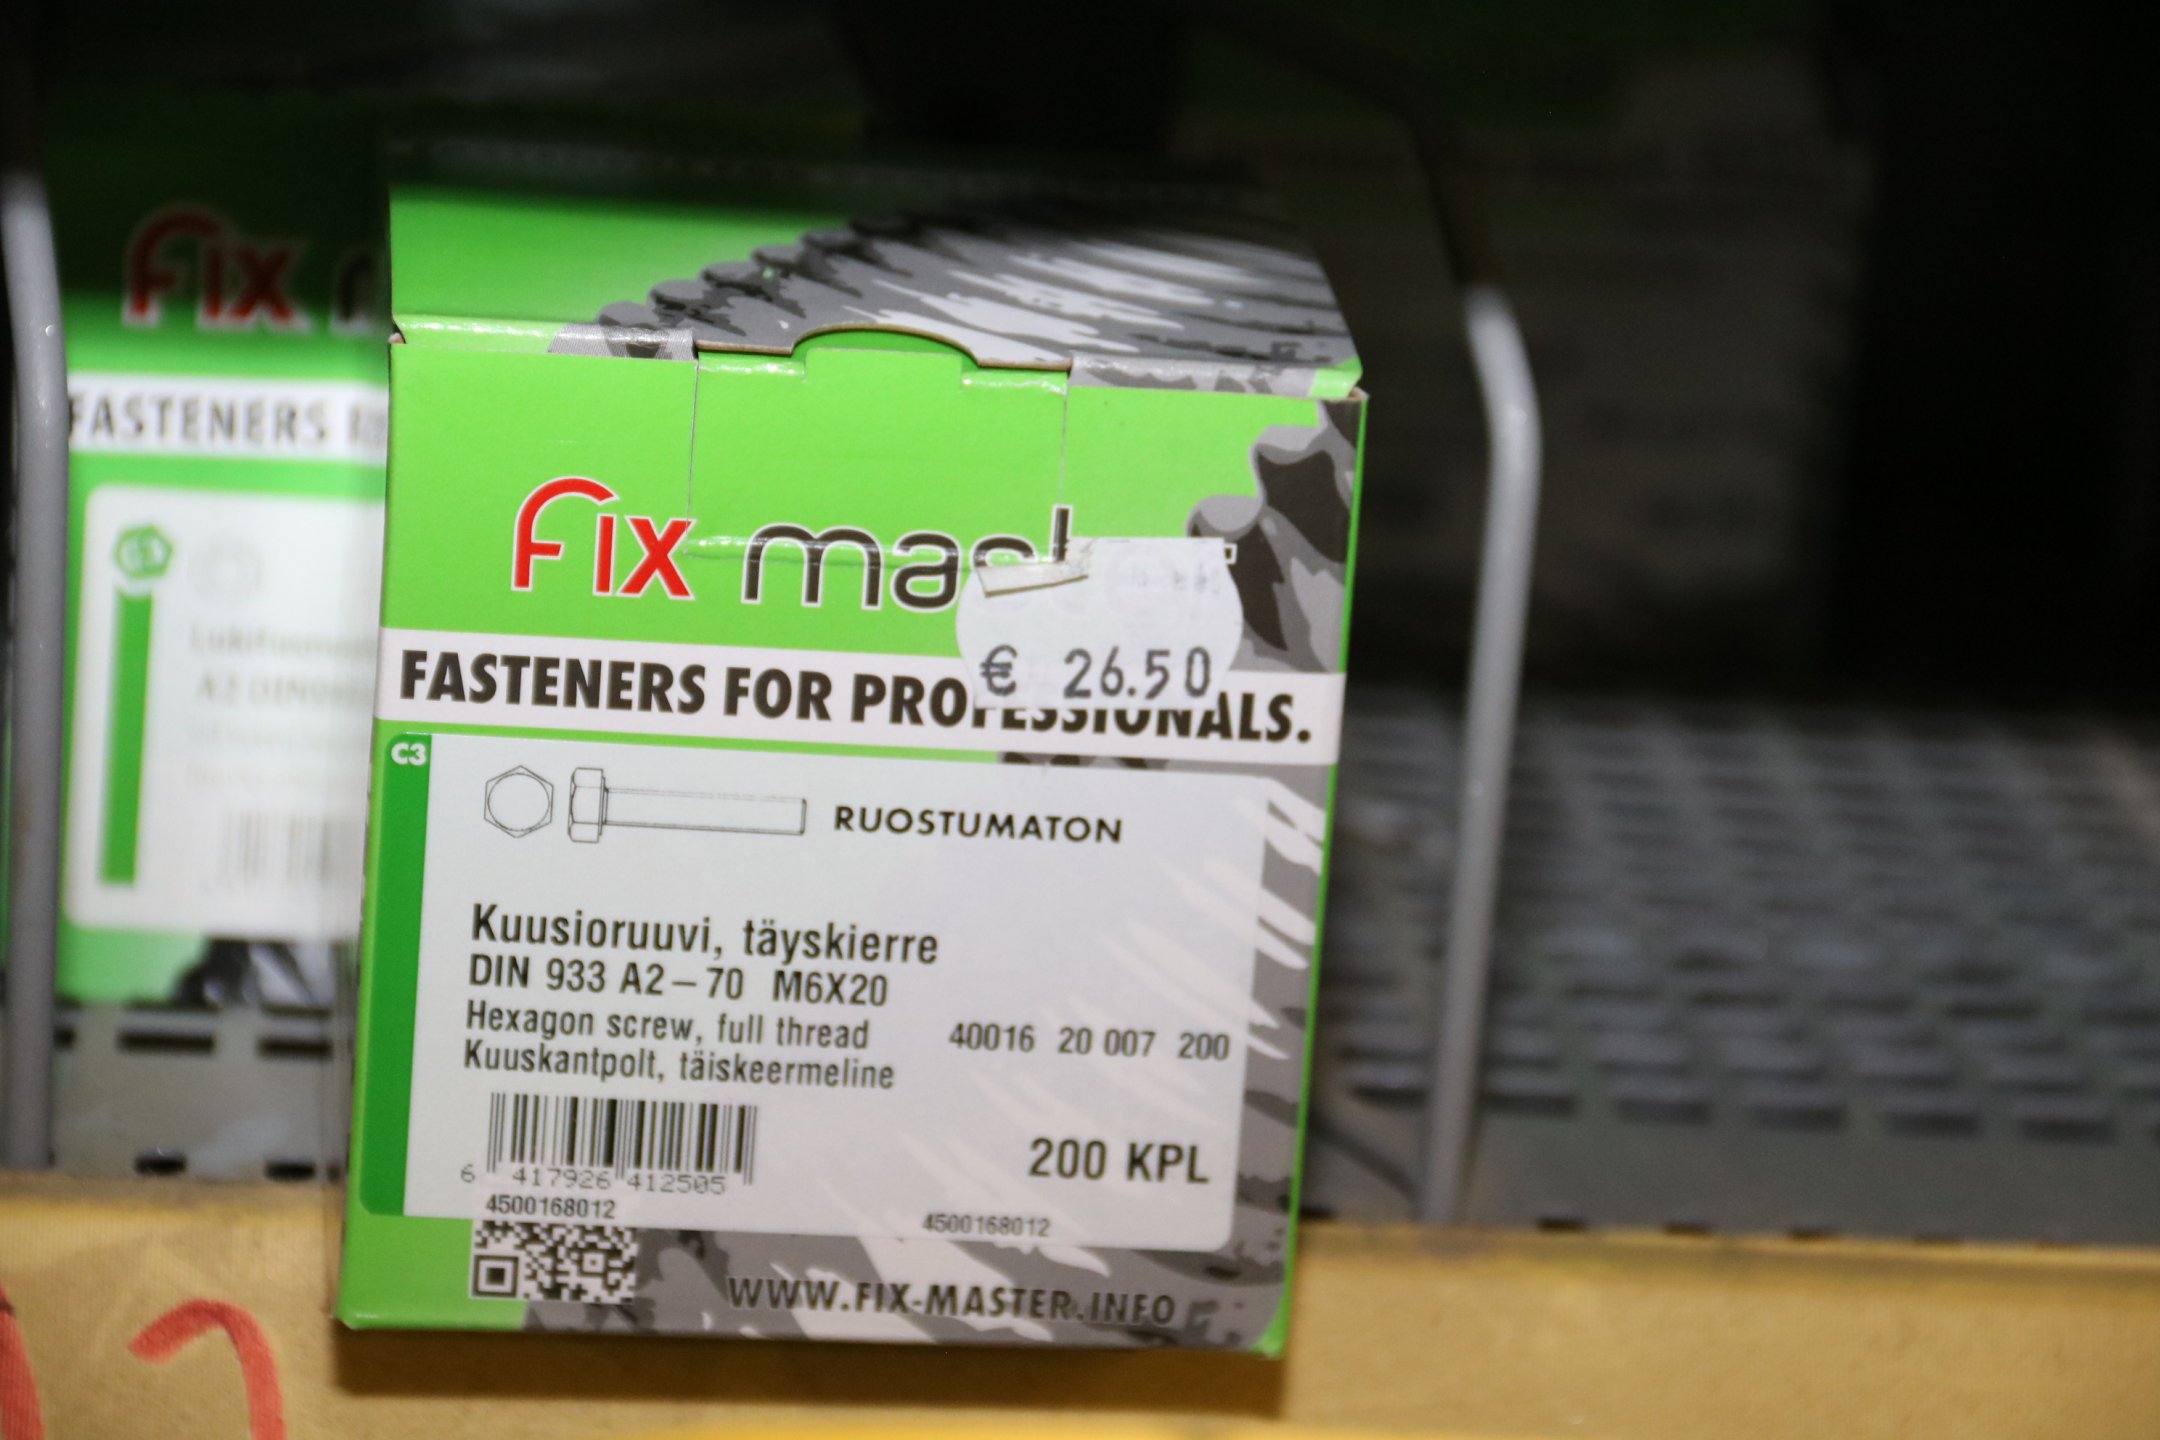 FIX
FASTENERS
FIX
€ 26.50
FASTENERS FOR PROFESSIONALS.
C3
RUOSTUMATON
Kuusioruuvi, täyskierre
DIN 933 A2-70 M6X20
Hexagon screw, full thread
40016 20 007 200
Kuuskantpolt, täiskeermeline
200 KPL
6 417926 412505
4500168012
4500168012
WWW.FIX-MASTER.INFO